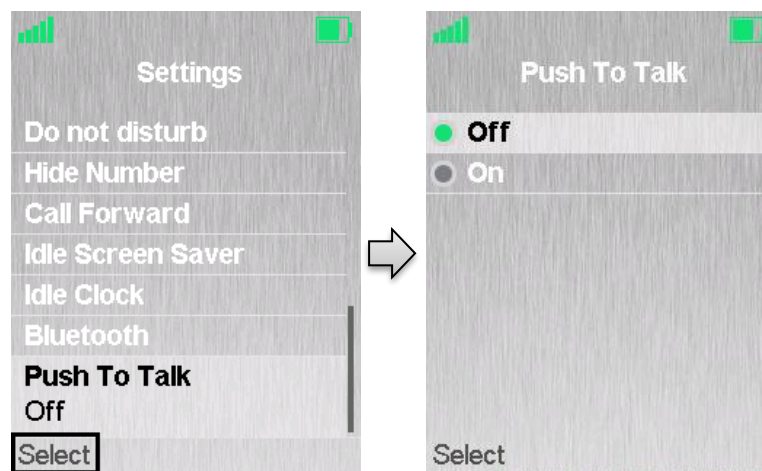 Settings
Do not disturb
Hide Number
Call Forward
Idle Screen Saver
Idle Clock
Bluetooth
Push To Talk
Off
Select
Push To Talk
Off
On
Select